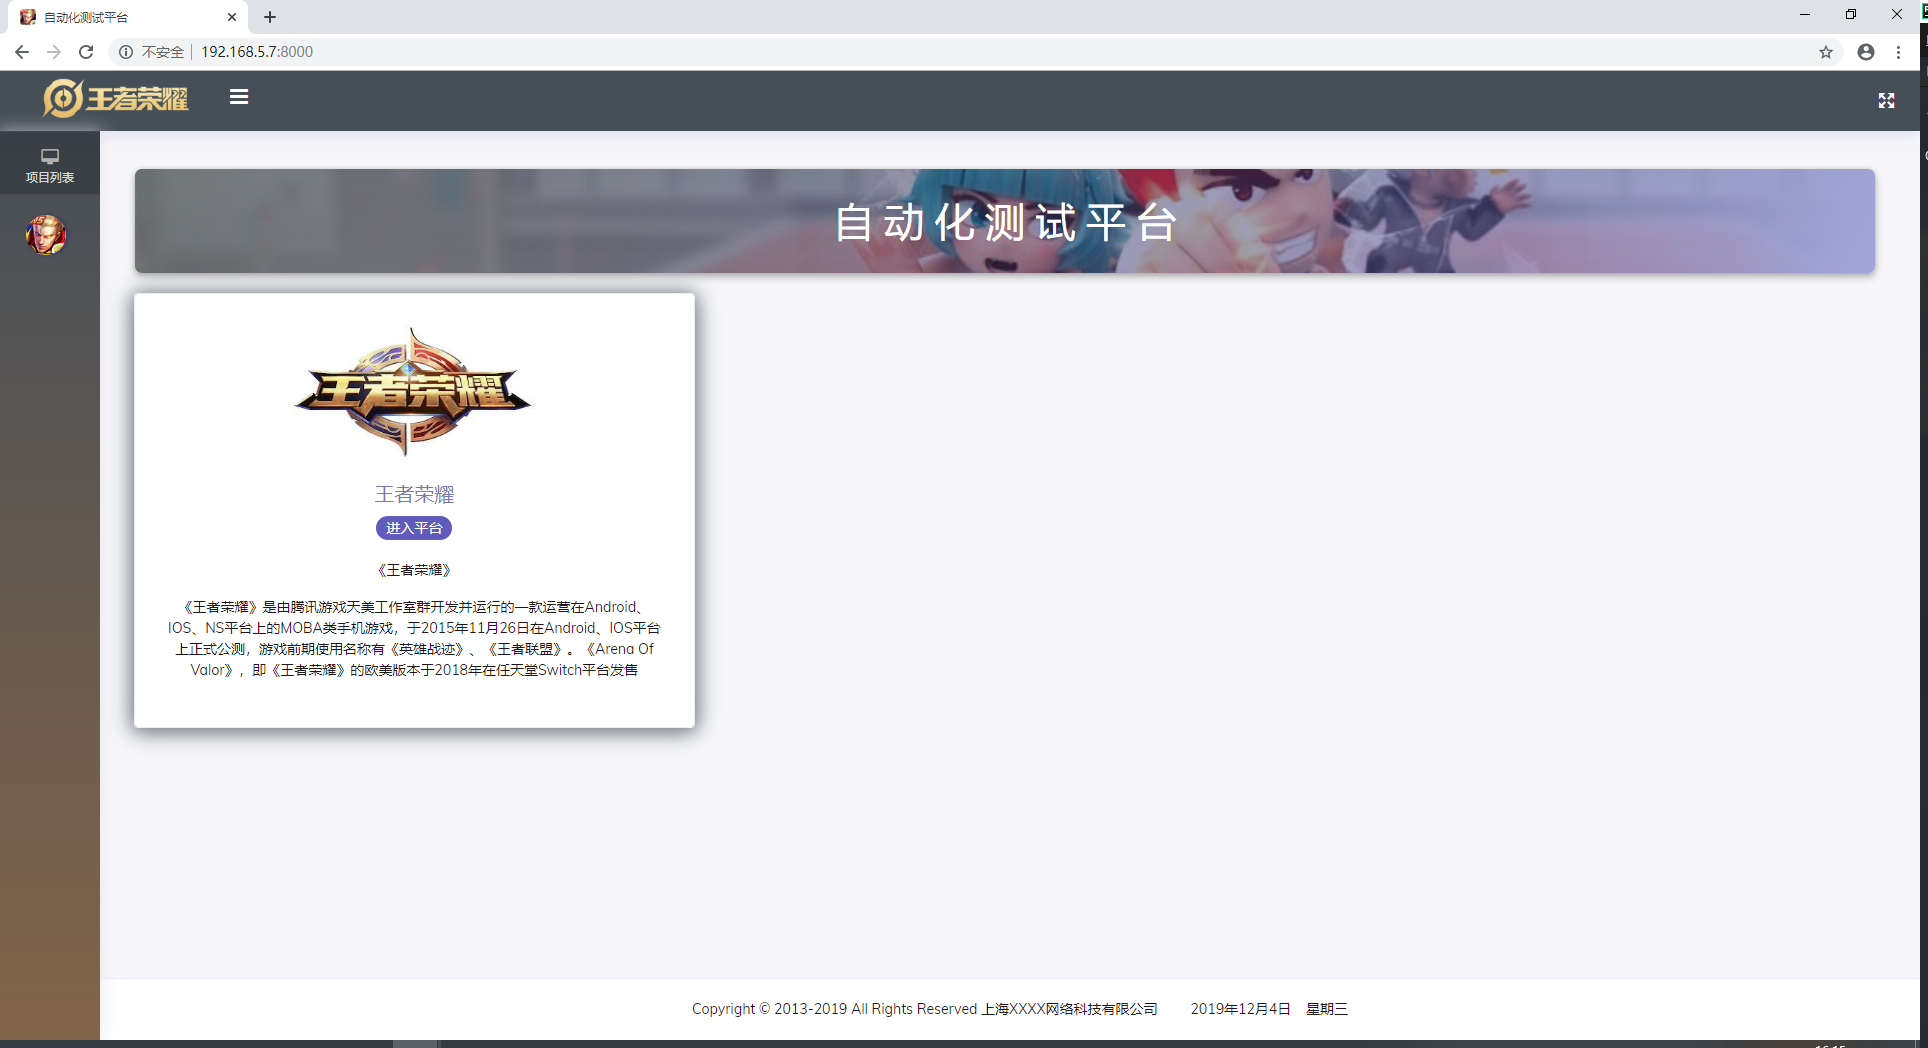 自动化测试平台
不安全
192.168.5.7:8000
王者荣耀
项目列表
自动化测试平台
王者荣耀
王者荣耀
进入平台
《王者荣耀》
《王者荣耀》是由腾讯游戏天美工作室群开发并运行的一款运营在Android、
IOS、NS平台上的MOBA类手机游戏，于2015年11月26日在Android、IOS平台
上正式公测，游戏前期使用名称有《英雄战迹》、《王者联盟》。《Arena Of
Valor》，即《王者荣耀》的欧美版本于2018年在任天堂Switch平台发售
Copyright © 2013-2019 All Rights Reserved 上海XXXX网络科技有限公司 2019年12月4日 星期三